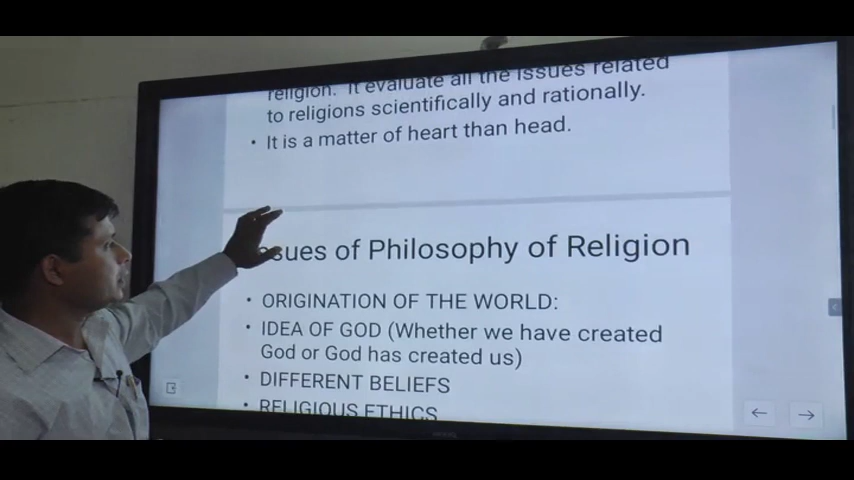 religion. It evaluate all the issues related
to religions scientifically and rationally.
• It is a matter of heart than head.
ssues of Philosophy of Religion
• ORIGINATION OF THE WORLD:
• IDEA OF GOD (Whether we have created
God or God has created us)
• DIFFERENT BELIEFS
• RELIGIOUS ETHICS